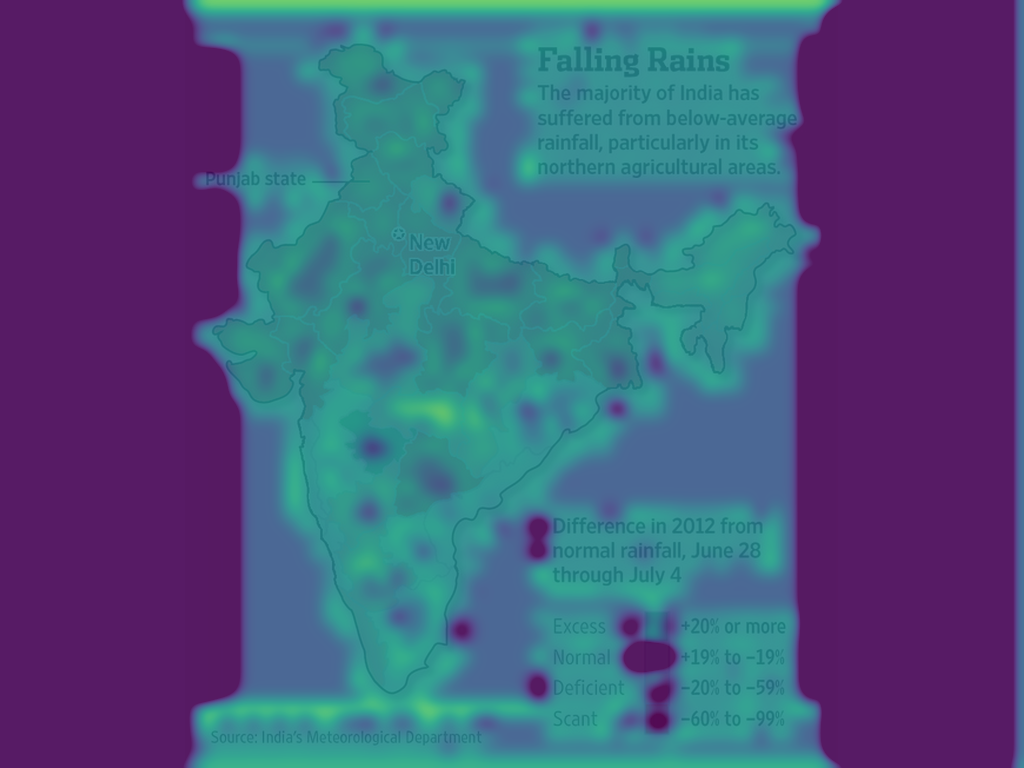 Falling Rains
The majority of India has
suffered from below-average
rainfall, particularly in its
northern agricultural areas.
Punjab state
New
Delhi
Difference in 2012 from
normal rainfall, June 28
through July 4
Excess +20% or more
Normal +19% to –19%
Deficient –20% to –59%
Scant –60% to –99%
Source: India's Meteorological Department